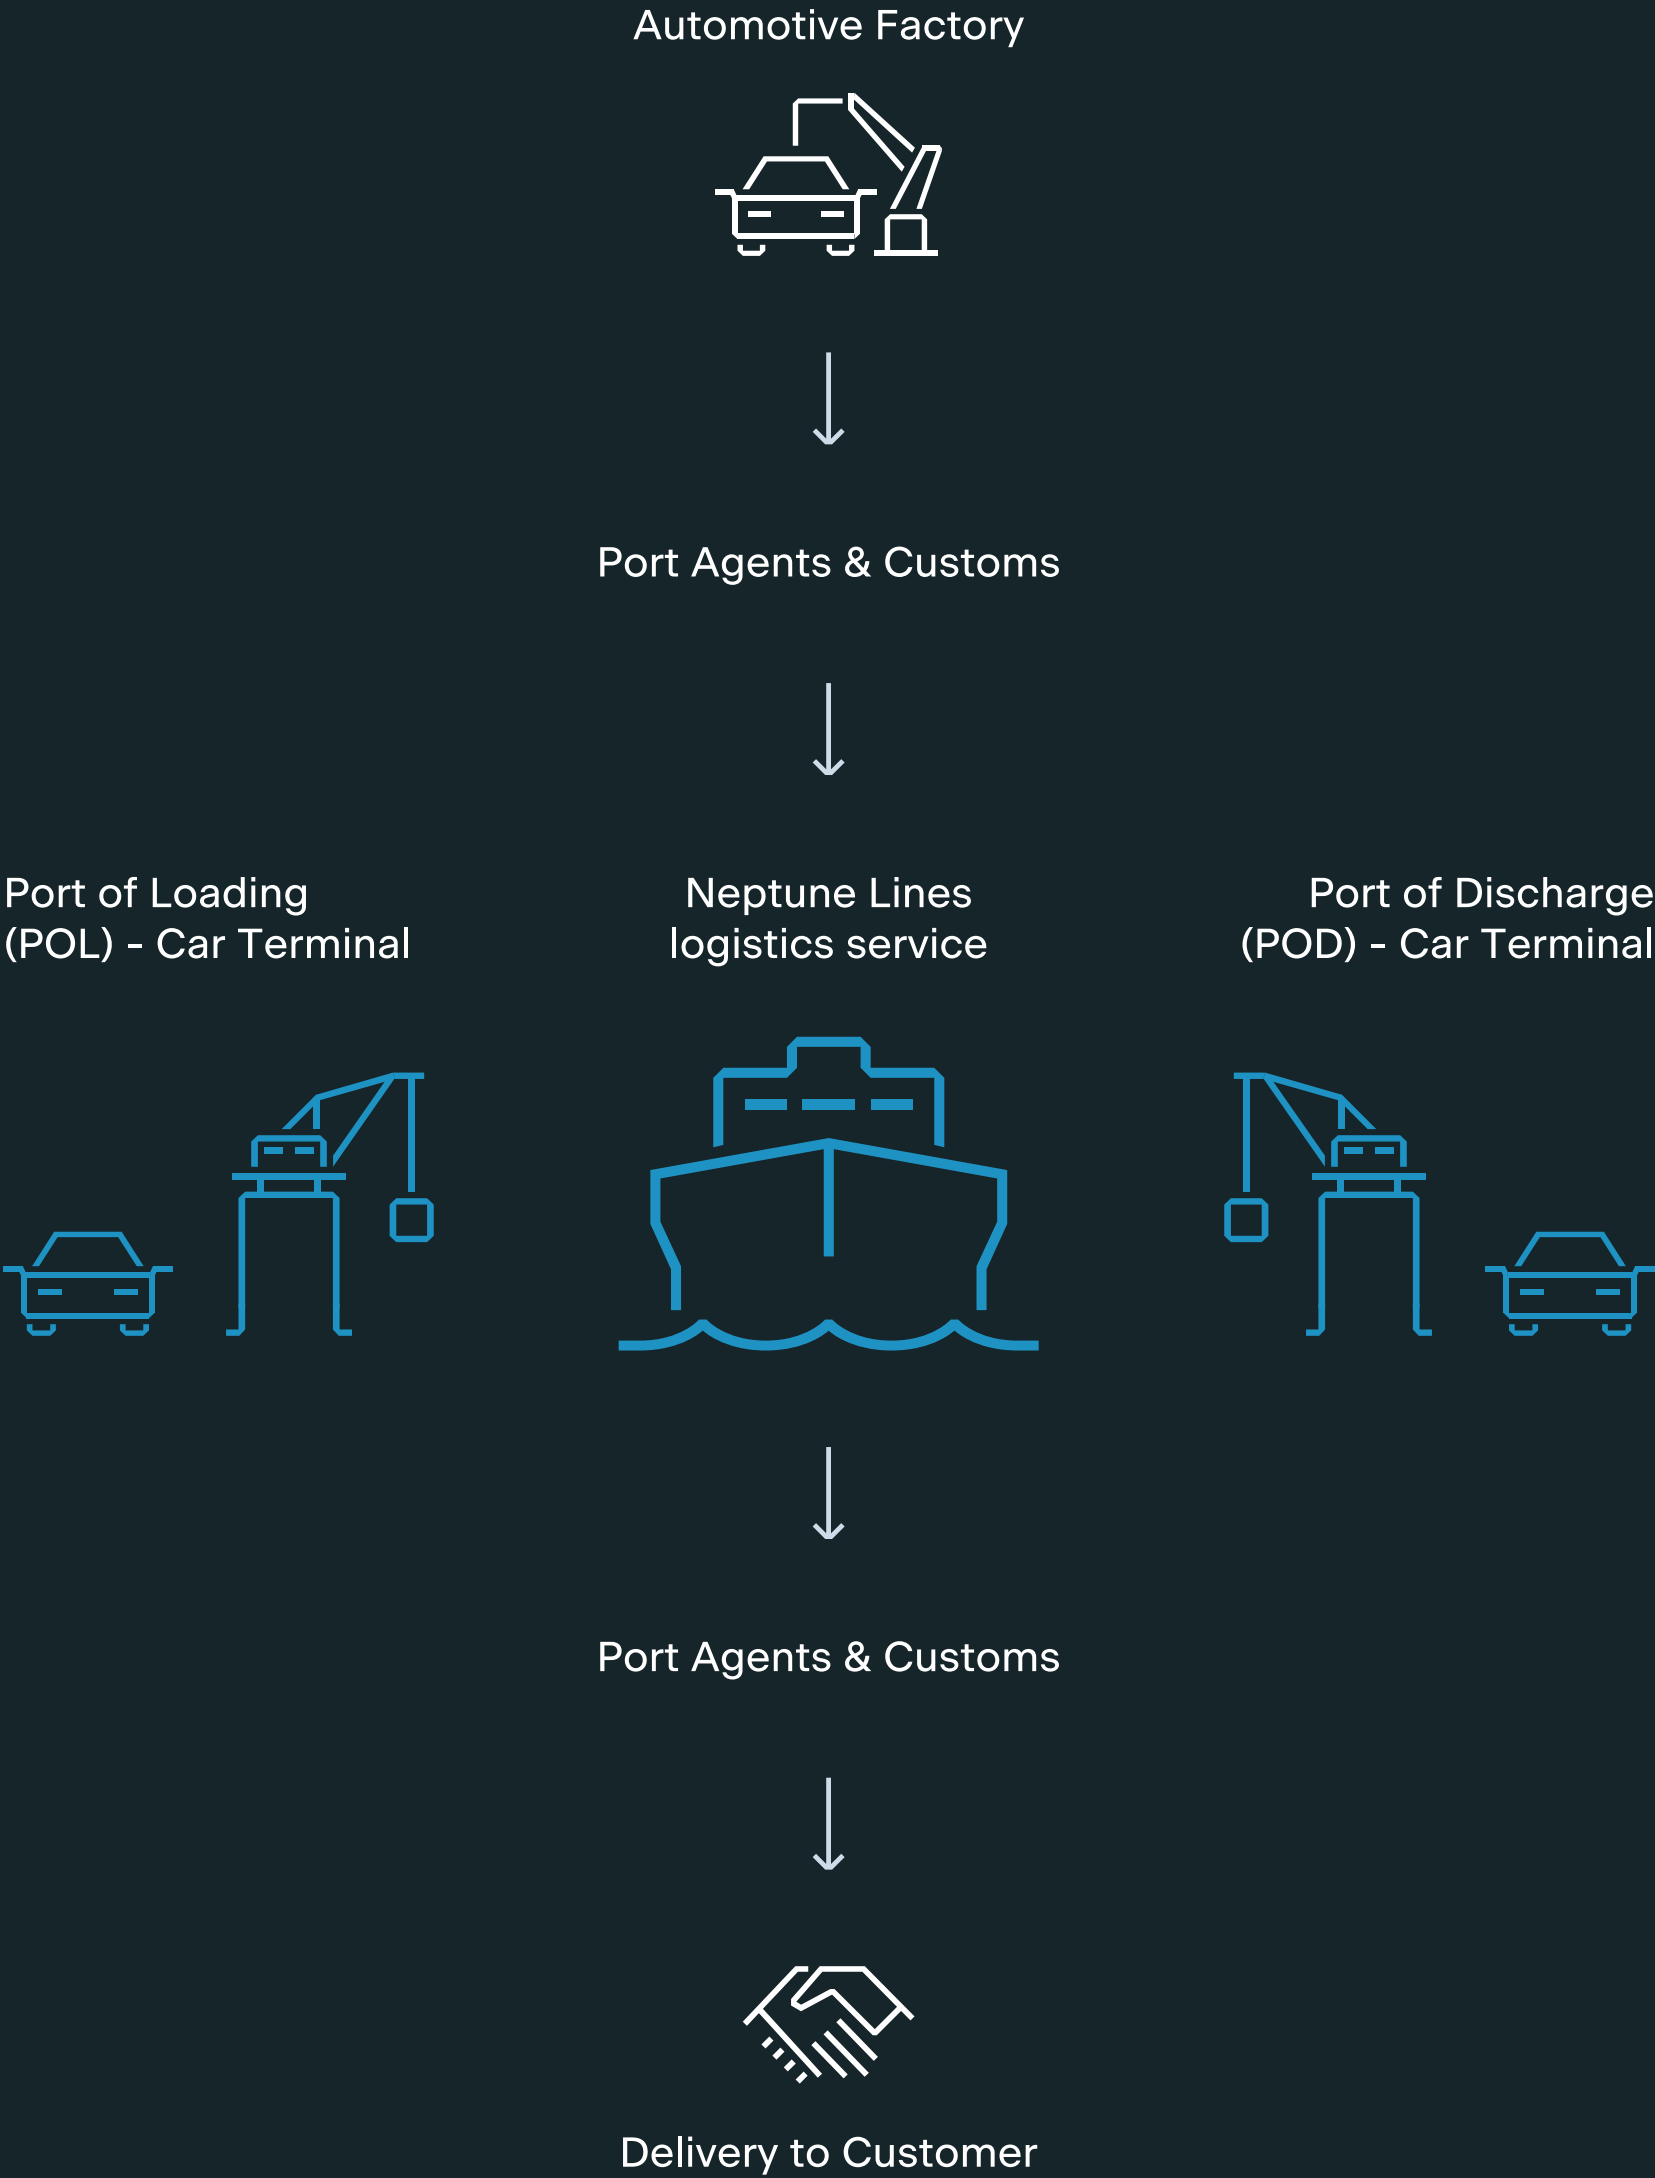 Automotive Factory
Port Agents & Customs
Port of Loading
(POL) - Car Terminal
Neptune Lines
logistics service
Port of Discharge
(POD) - Car Terminal
Port Agents & Customs
Delivery to Customer